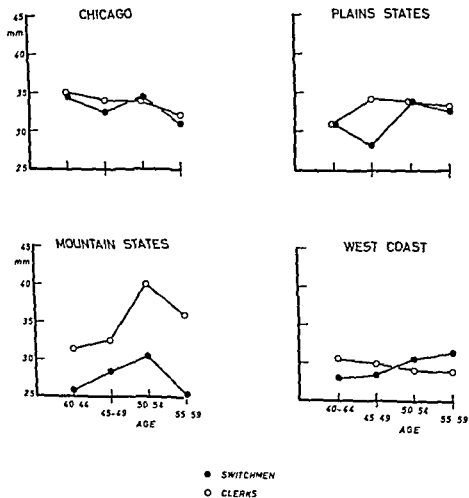 CHICAGO
PLAINS STATES
45
mm
40
35
30
25
MOUNTAIN STATES
WEST COAST
45
mm
40
35
30
25
40-44
45-49
50 54
55 59
AGE
40-44
45 49
50 54
55 59
AGE
● SWITCHMEN
○ CLERKS